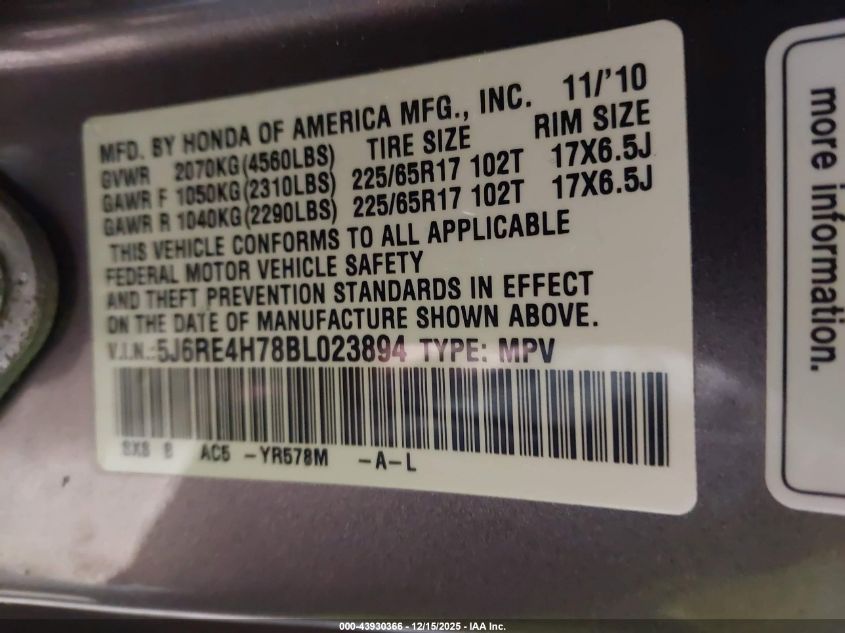 MFD. BY HONDA OF AMERICA MFG., INC. 11/'10
GVWR 2070KG(4560LBS) TIRE SIZE RIM SIZE
GAWR F 1050KG(2310LBS) 225/65R17 102T 17X6.5J
GAWR R 1040KG(2290LBS) 225/65R17 102T 17X6.5J
THIS VEHICLE CONFORMS TO ALL APPLICABLE
FEDERAL MOTOR VEHICLE SAFETY
AND THEFT PREVENTION STANDARDS IN EFFECT
ON THE DATE OF MANUFACTURE SHOWN ABOVE.
V.I.N.:5J6RE4H78BL023894 TYPE: MPV
AC5 -YR578M -A-L
more information.
000-43930366 - 12/15/2025 - IAA Inc.